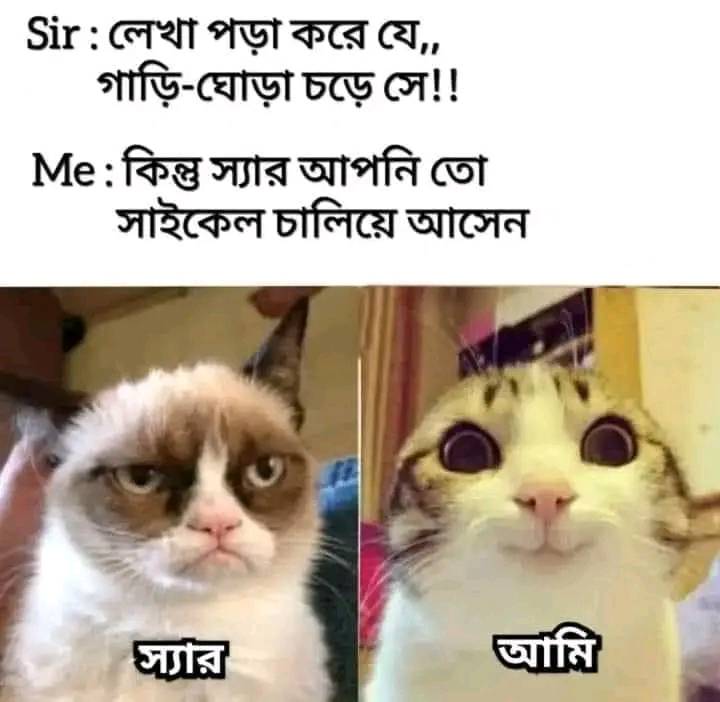 Sir : লেখা পড়া করে যে,,
গাড়ি-ঘোড়া চড়ে সে!!
Me : কিন্তু স্যার আপনি তো
সাইকেল চালিয়ে আসেন
স্যার
আমি